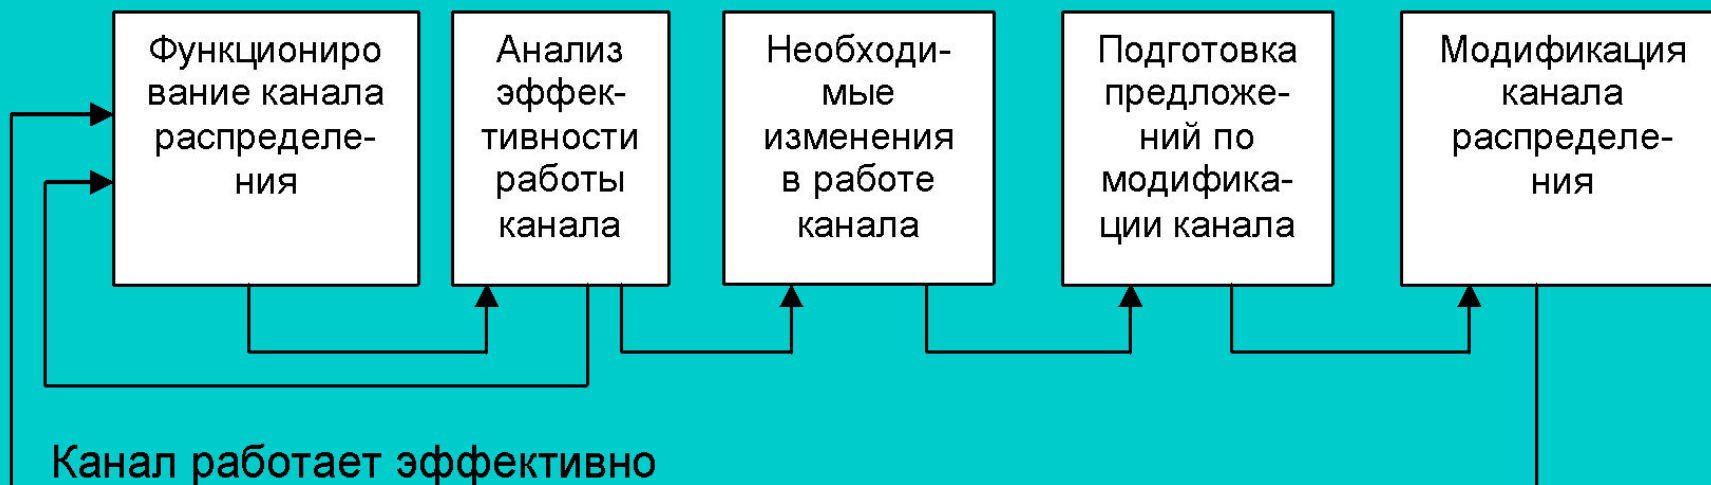 Функциониро
вание канала
распределе-
ния
Анализ
эффек-
тивности
работы
канала
Необходи-
мые
изменения
в работе
канала
Подготовка
предложе-
ний по
модифика-
ции канала
Модификация
канала
распределе-
ния
Канал работает эффективно